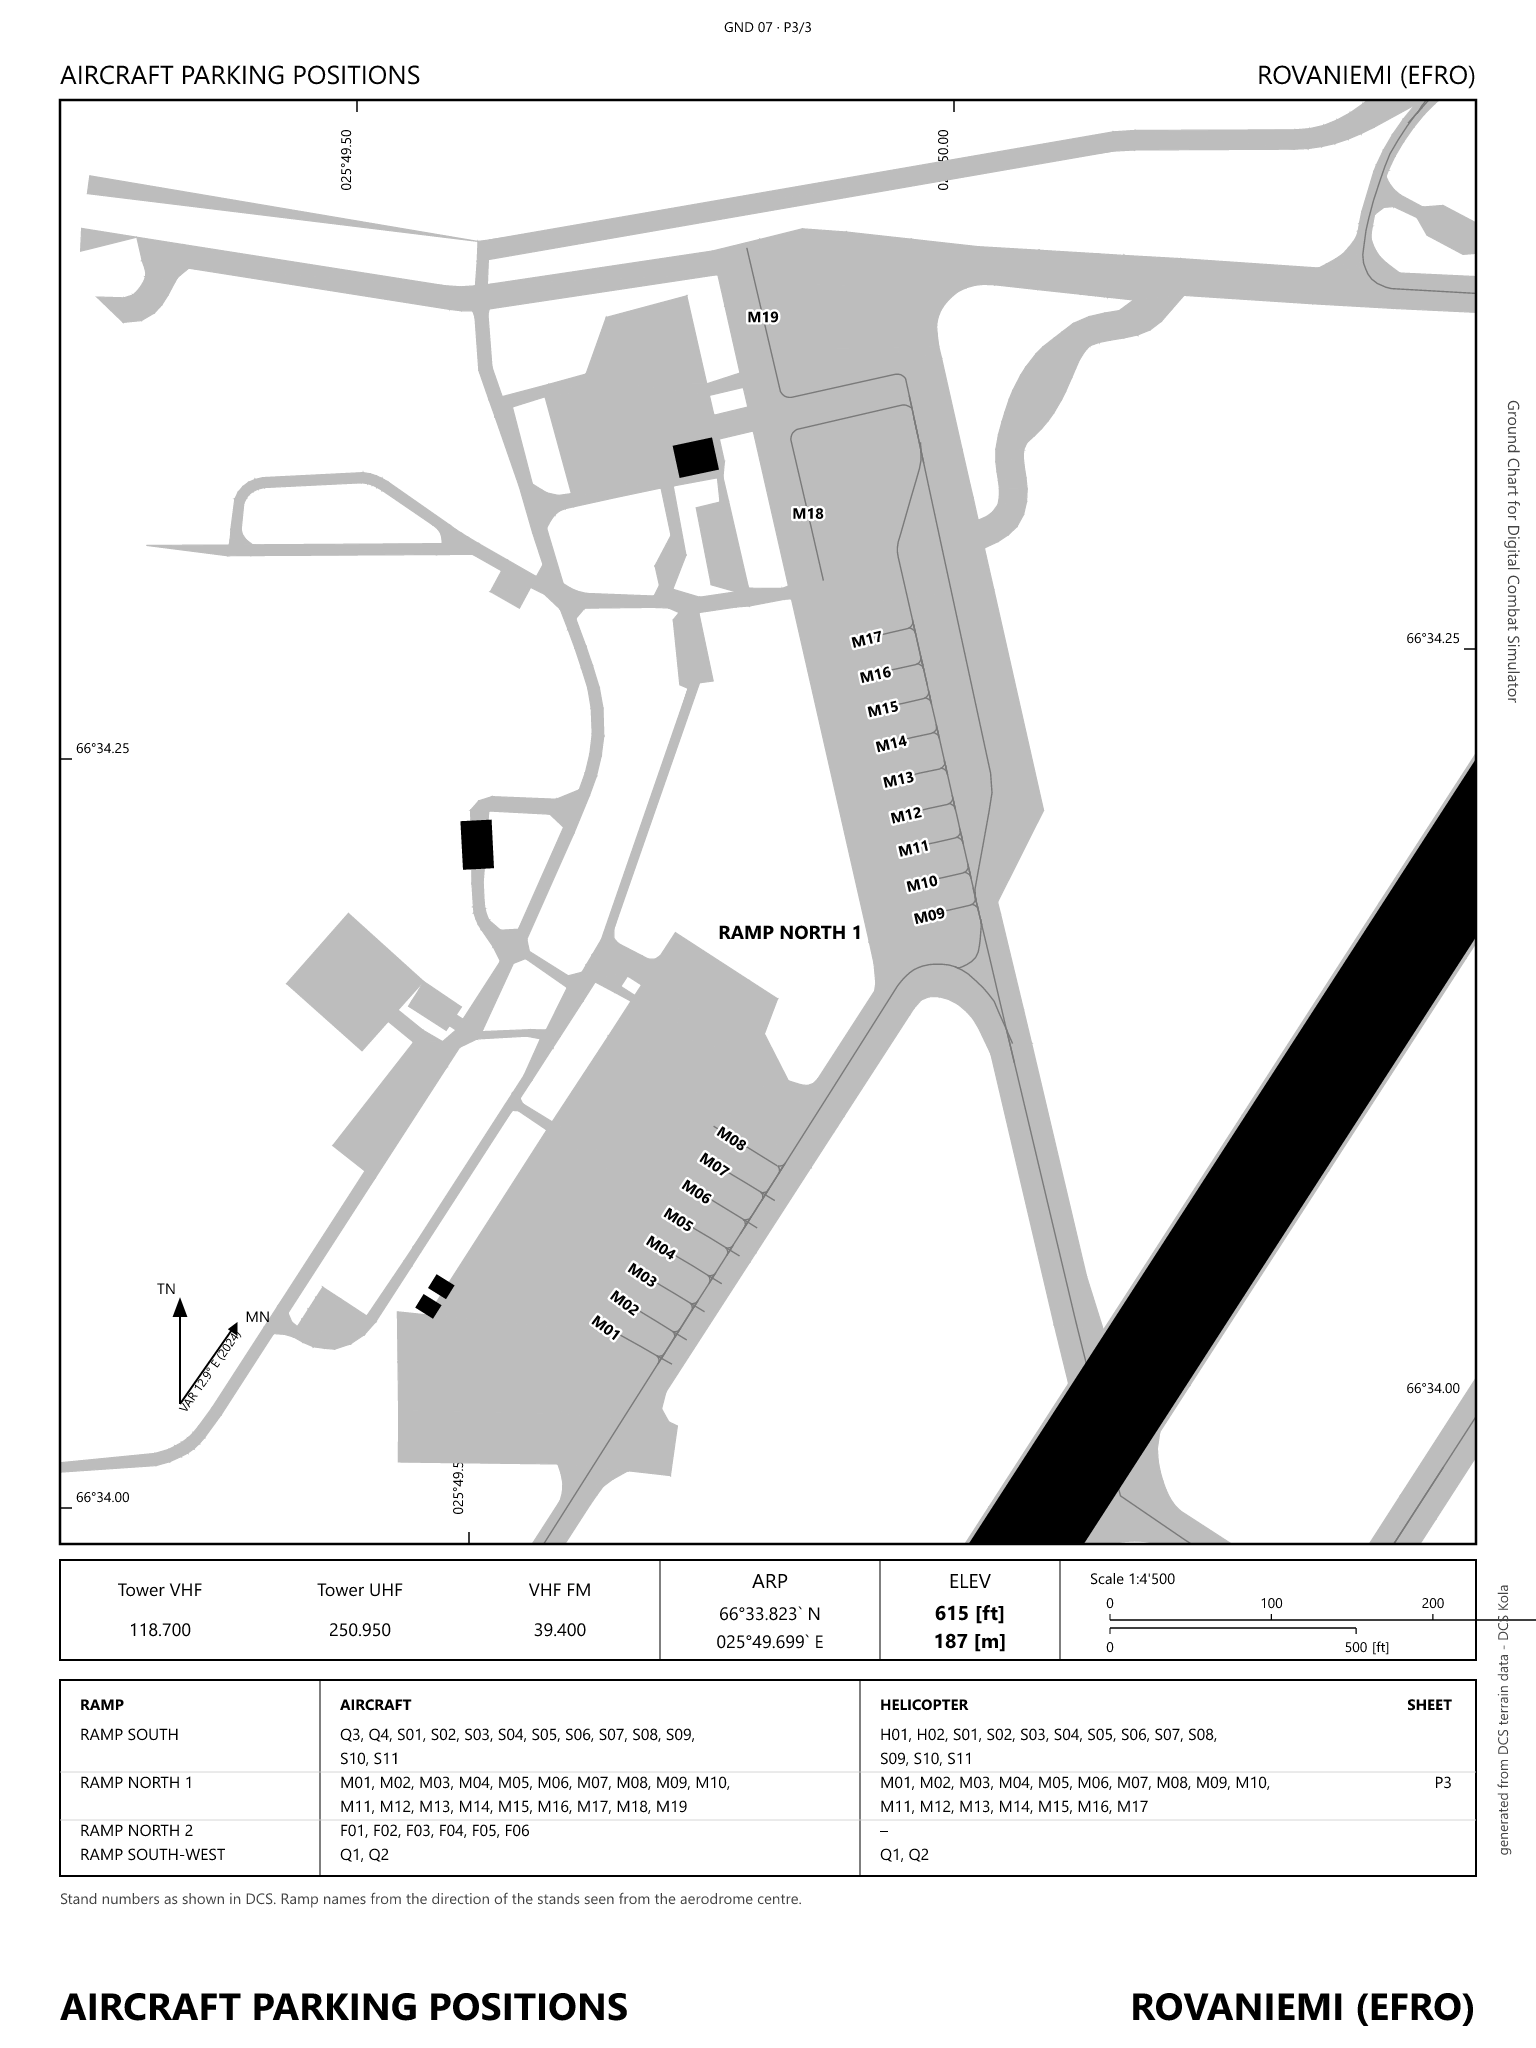 GND 07 · P3/3
AIRCRAFT PARKING POSITIONS
ROVANIEMI (EFRO)
025°49.50
50.00
M19
M18
M17
M16
M15
M14
M13
M12
M11
M10
M09
66°34.25
66°34.25
RAMP NORTH 1
M08
M07
M06
M05
M04
M03
M02
M01
TN
MN
VAR 12.9° E (2024)
66°34.00
66°34.00
025°49.5
Ground Chart for Digital Combat Simulator
Tower VHF
118.700
Tower UHF
250.950
VHF FM
39.400
ARP
66°33.823` N
025°49.699` E
ELEV
615 [ft]
187 [m]
Scale 1:4'500
0 100 200
0 500 [ft]
generated from DCS terrain data - DCS Kola
RAMP AIRCRAFT HELICOPTER SHEET
RAMP SOUTH Q3, Q4, S01, S02, S03, S04, S05, S06, S07, S08, S09, H01, H02, S01, S02, S03, S04, S05, S06, S07, S08,
S10, S11 S09, S10, S11
RAMP NORTH 1 M01, M02, M03, M04, M05, M06, M07, M08, M09, M10, M01, M02, M03, M04, M05, M06, M07, M08, M09, M10, P3
M11, M12, M13, M14, M15, M16, M17, M18, M19 M11, M12, M13, M14, M15, M16, M17
RAMP NORTH 2 F01, F02, F03, F04, F05, F06 –
RAMP SOUTH-WEST Q1, Q2 Q1, Q2
Stand numbers as shown in DCS. Ramp names from the direction of the stands seen from the aerodrome centre.
AIRCRAFT PARKING POSITIONS
ROVANIEMI (EFRO)